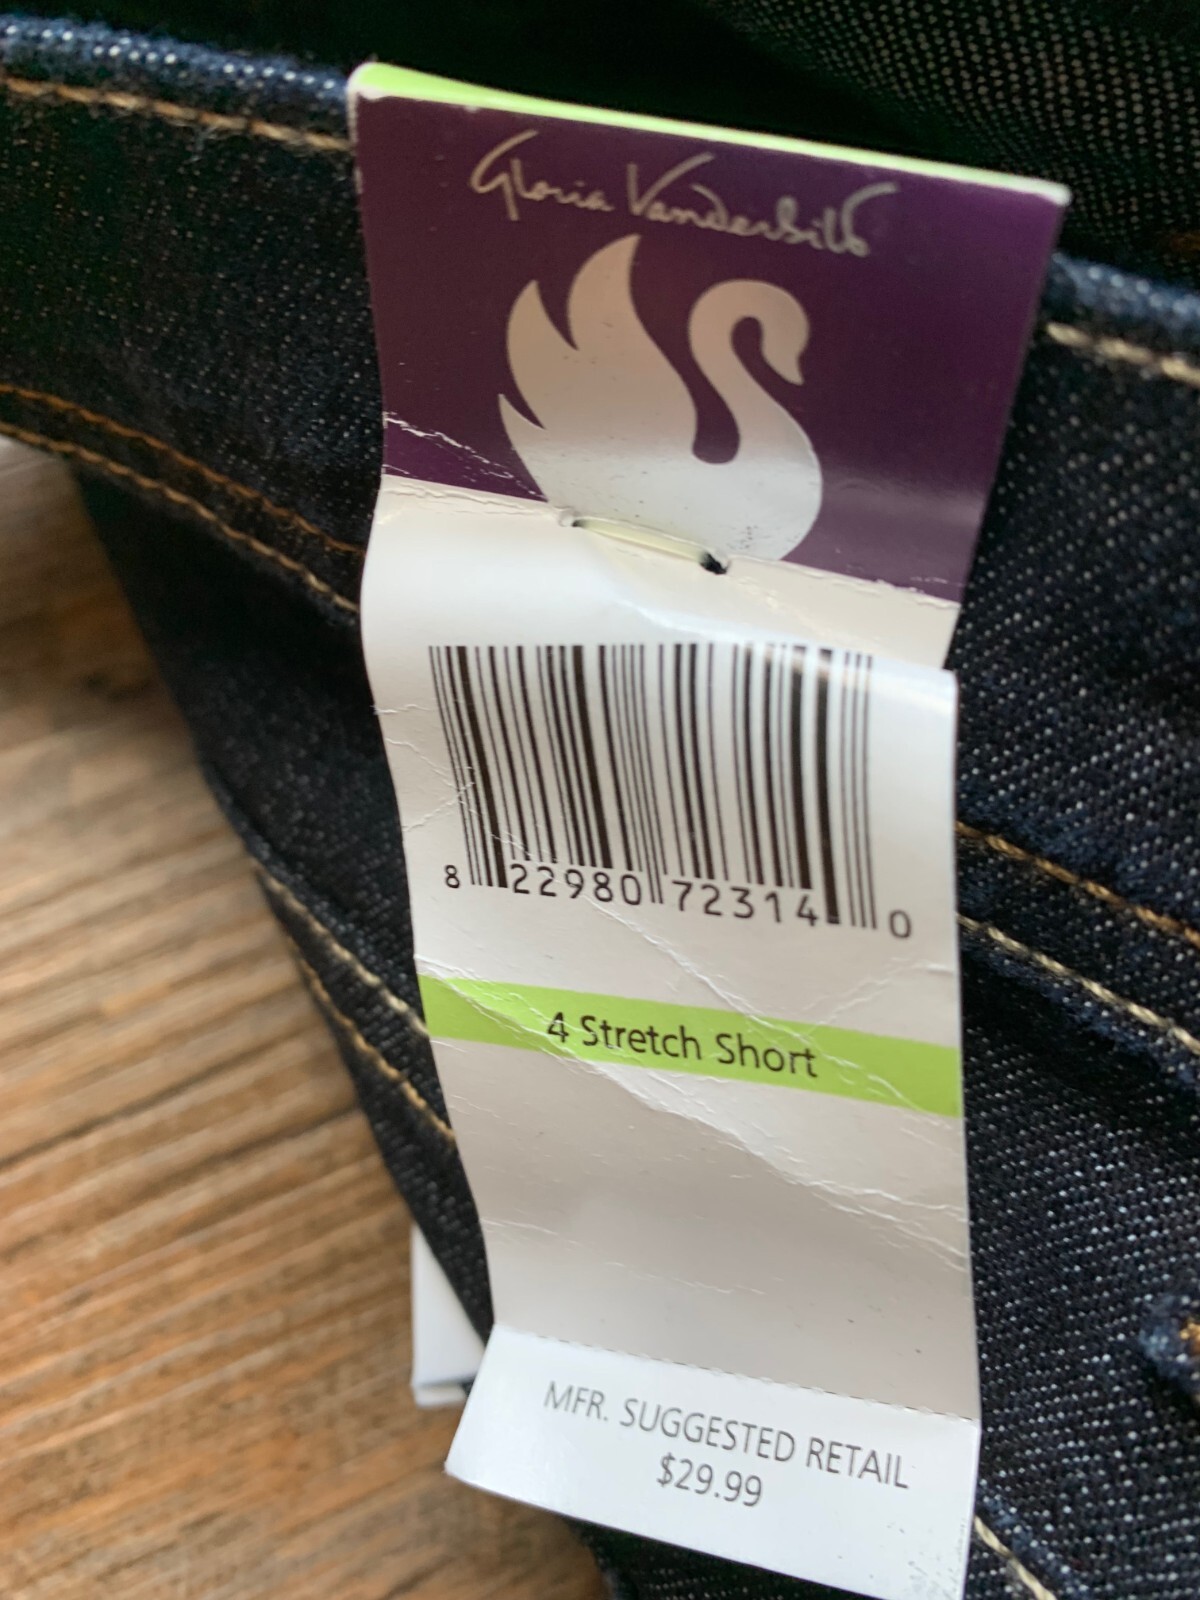 Gloria Vanderbilt
8 22980 72314 0
4 Stretch Short
MFR. SUGGESTED RETAIL
$29.99